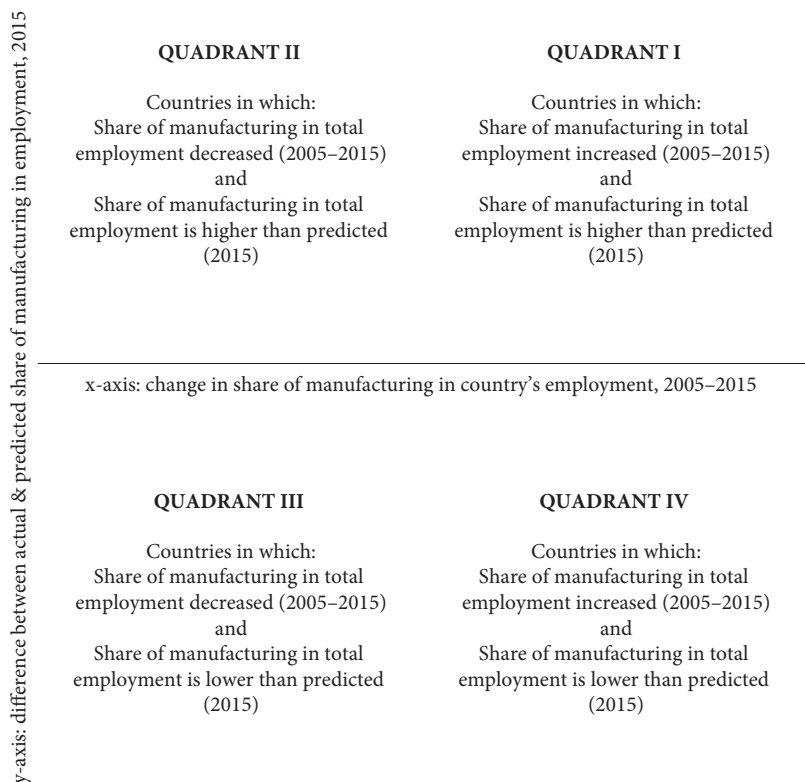 y-axis: difference between actual & predicted share of manufacturing in employment, 2015
QUADRANT II
Countries in which:
Share of manufacturing in total
employment decreased (2005–2015)
and
Share of manufacturing in total
employment is higher than predicted
(2015)
QUADRANT I
Countries in which:
Share of manufacturing in total
employment increased (2005–2015)
and
Share of manufacturing in total
employment is higher than predicted
(2015)
x-axis: change in share of manufacturing in country's employment, 2005–2015
QUADRANT III
Countries in which:
Share of manufacturing in total
employment decreased (2005–2015)
and
Share of manufacturing in total
employment is lower than predicted
(2015)
QUADRANT IV
Countries in which:
Share of manufacturing in total
employment increased (2005–2015)
and
Share of manufacturing in total
employment is lower than predicted
(2015)